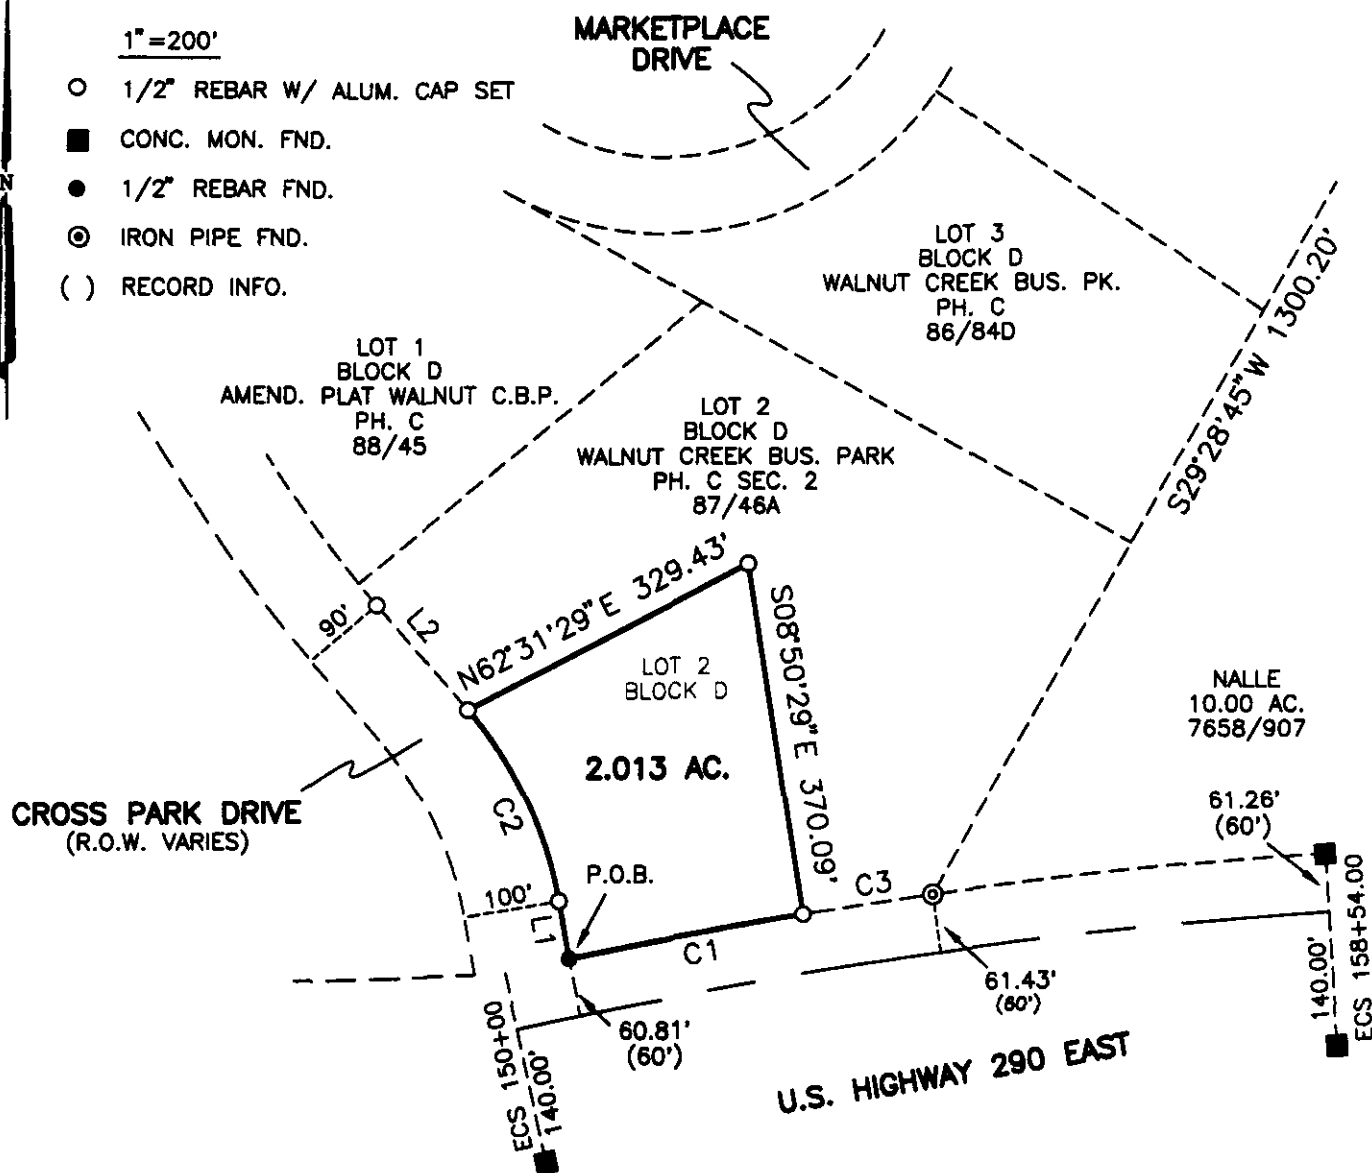 1"=200'
1/2" REBAR W/ ALUM. CAP SET
CONC. MON. FND.
1/2" REBAR FND.
IRON PIPE FND.
( ) RECORD INFO.
N
MARKETPLACE
DRIVE
LOT 3
BLOCK D
WALNUT CREEK BUS. PK.
PH. C
86/84D
S29°28'45"W 1300.20'
LOT 1
BLOCK D
AMEND. PLAT WALNUT C.B.P.
PH. C
88/45
LOT 2
BLOCK D
WALNUT CREEK BUS. PARK
PH. C SEC. 2
87/46A
90'
L2
N62°31'29"E 329.43'
S08°50'29"E 370.09'
LOT 2
BLOCK D
2.013 AC.
NALLE
10.00 AC.
7658/907
CROSS PARK DRIVE
(R.O.W. VARIES)
C2
P.O.B.
100'
L1
C1
C3
61.26'
(60')
61.43'
(60')
60.81'
(60')
ECS 150+00
140.00'
140.00'
ECS 158+54.00
U.S. HIGHWAY 290 EAST